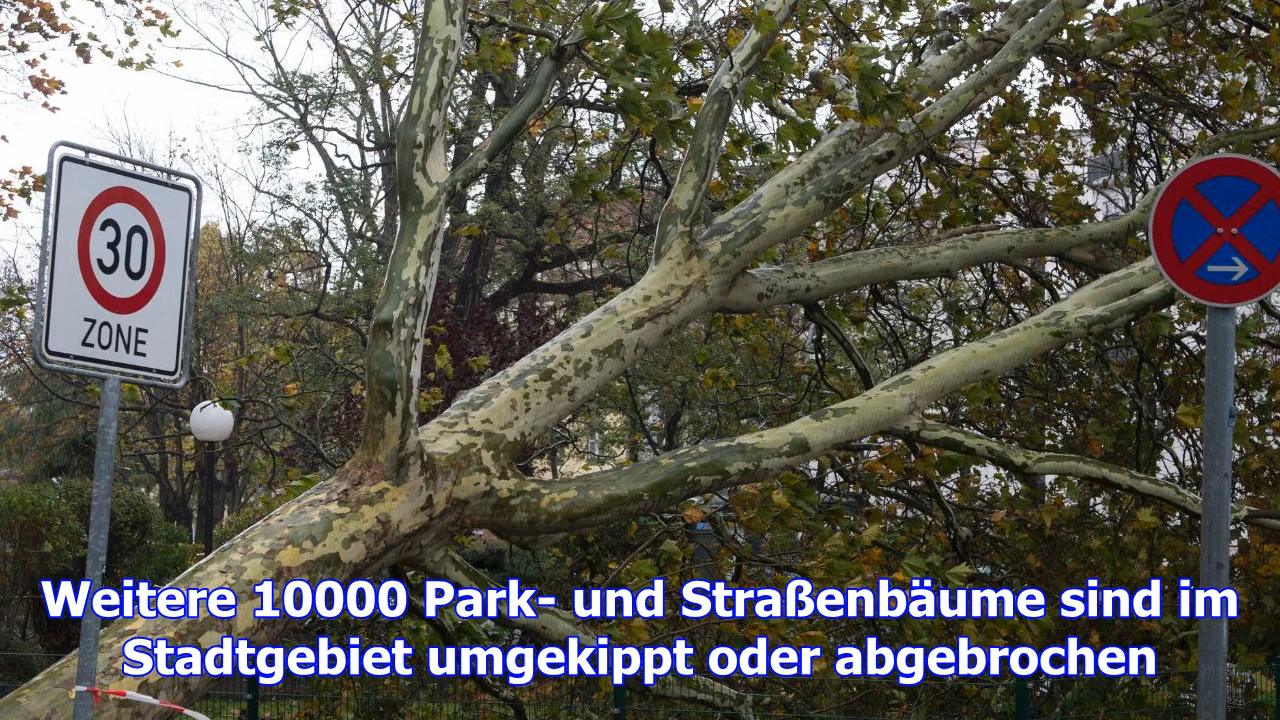 30
ZONE
Weitere 10000 Park- und Straßenbäume sind im
Stadtgebiet umgekippt oder abgebrochen